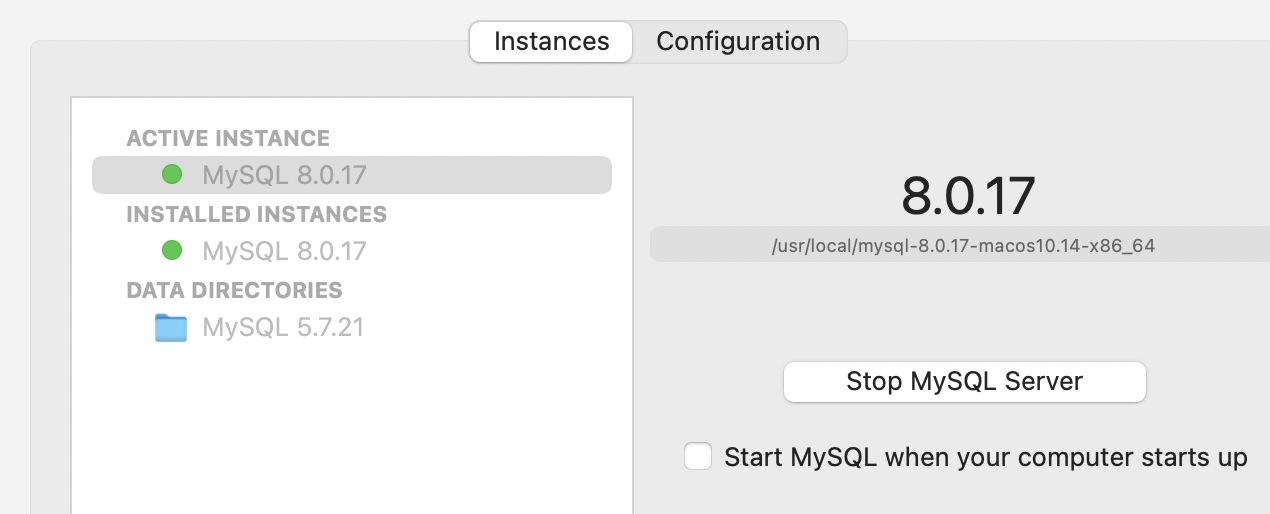 Instances
Configuration
ACTIVE INSTANCE
MySQL 8.0.17
INSTALLED INSTANCES
MySQL 8.0.17
DATA DIRECTORIES
MySQL 5.7.21
8.0.17
/usr/local/mysql-8.0.17-macos10.14-x86_64
Stop MySQL Server
Start MySQL when your computer starts up